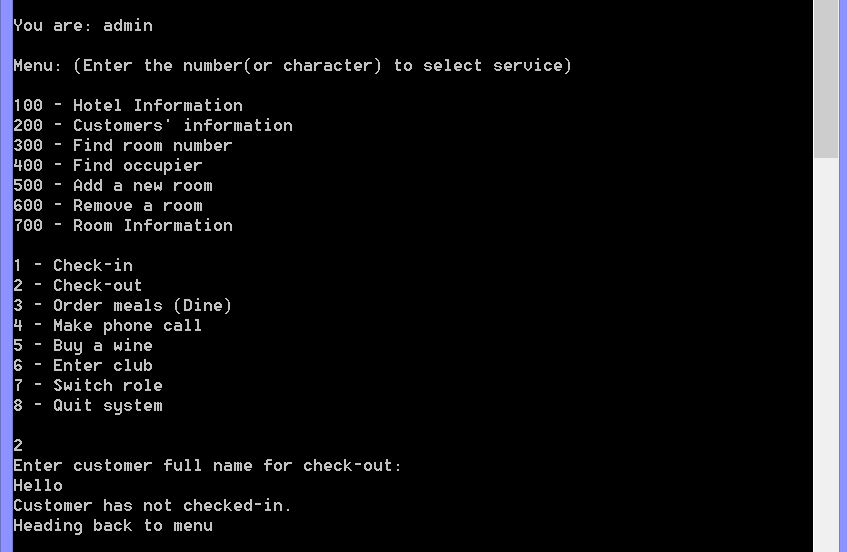 You are: admin
Menu: (Enter the number(or character) to select service)
100 - Hotel Information
200 - Customers' information
300 - Find room number
400 - Find occupier
500 - Add a new room
600 - Remove a room
700 - Room Information
1 - Check-in
2 - Check-out
3 - Order meals (Dine)
4 - Make phone call
5 - Buy a wine
6 - Enter club
7 - Switch role
8 - Quit system
2
Enter customer full name for check-out:
Hello
Customer has not checked-in.
Heading back to menu